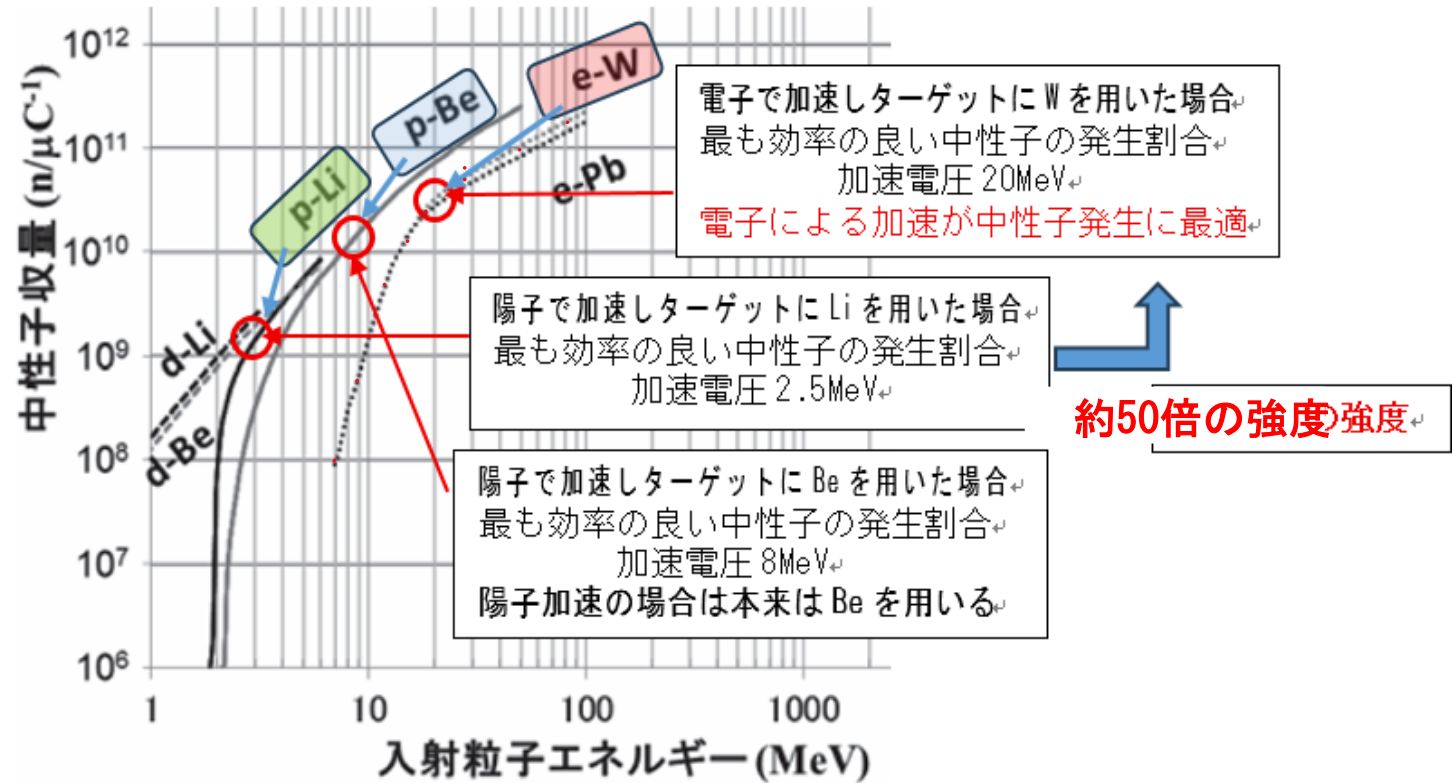 中性子収量 (n/μC⁻¹)
10¹²
10¹¹
10¹⁰
10⁹
10⁸
10⁷
10⁶
1
10
100
1000
入射粒子エネルギー (MeV)
p-Li
p-Be
e-W
e-Pb
d-Li
d-Be
電子で加速しターゲットに W を用いた場合
最も効率の良い中性子の発生割合
加速電圧 20MeV
電子による加速が中性子発生に最適
陽子で加速しターゲットに Li を用いた場合
最も効率の良い中性子の発生割合
加速電圧 2.5MeV
約50倍の強度
強度
陽子で加速しターゲットに Be を用いた場合
最も効率の良い中性子の発生割合
加速電圧 8MeV
陽子加速の場合は本来は Be を用いる